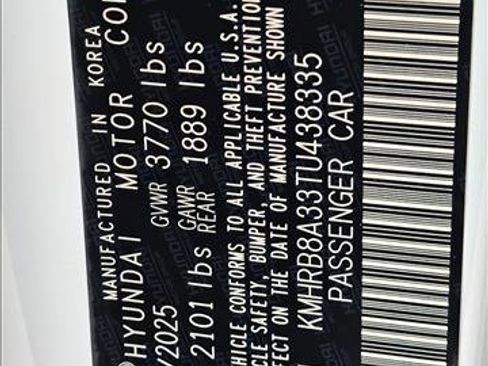 MANUFACTURED IN KOREA
HYUNDAI MOTOR CO
/2025 GVWR 3770 lbs
2101 lbs GAWR REAR 1889 lbs
HICLE CONFORMS TO ALL APPLICABLE U.S.A.
CLE SAFETY, BUMPER, AND THEFT PREVENTION
FECT ON THE DATE OF MANUFACTURE SHOWN
KMHRB8A33TU438335
PASSENGER CAR